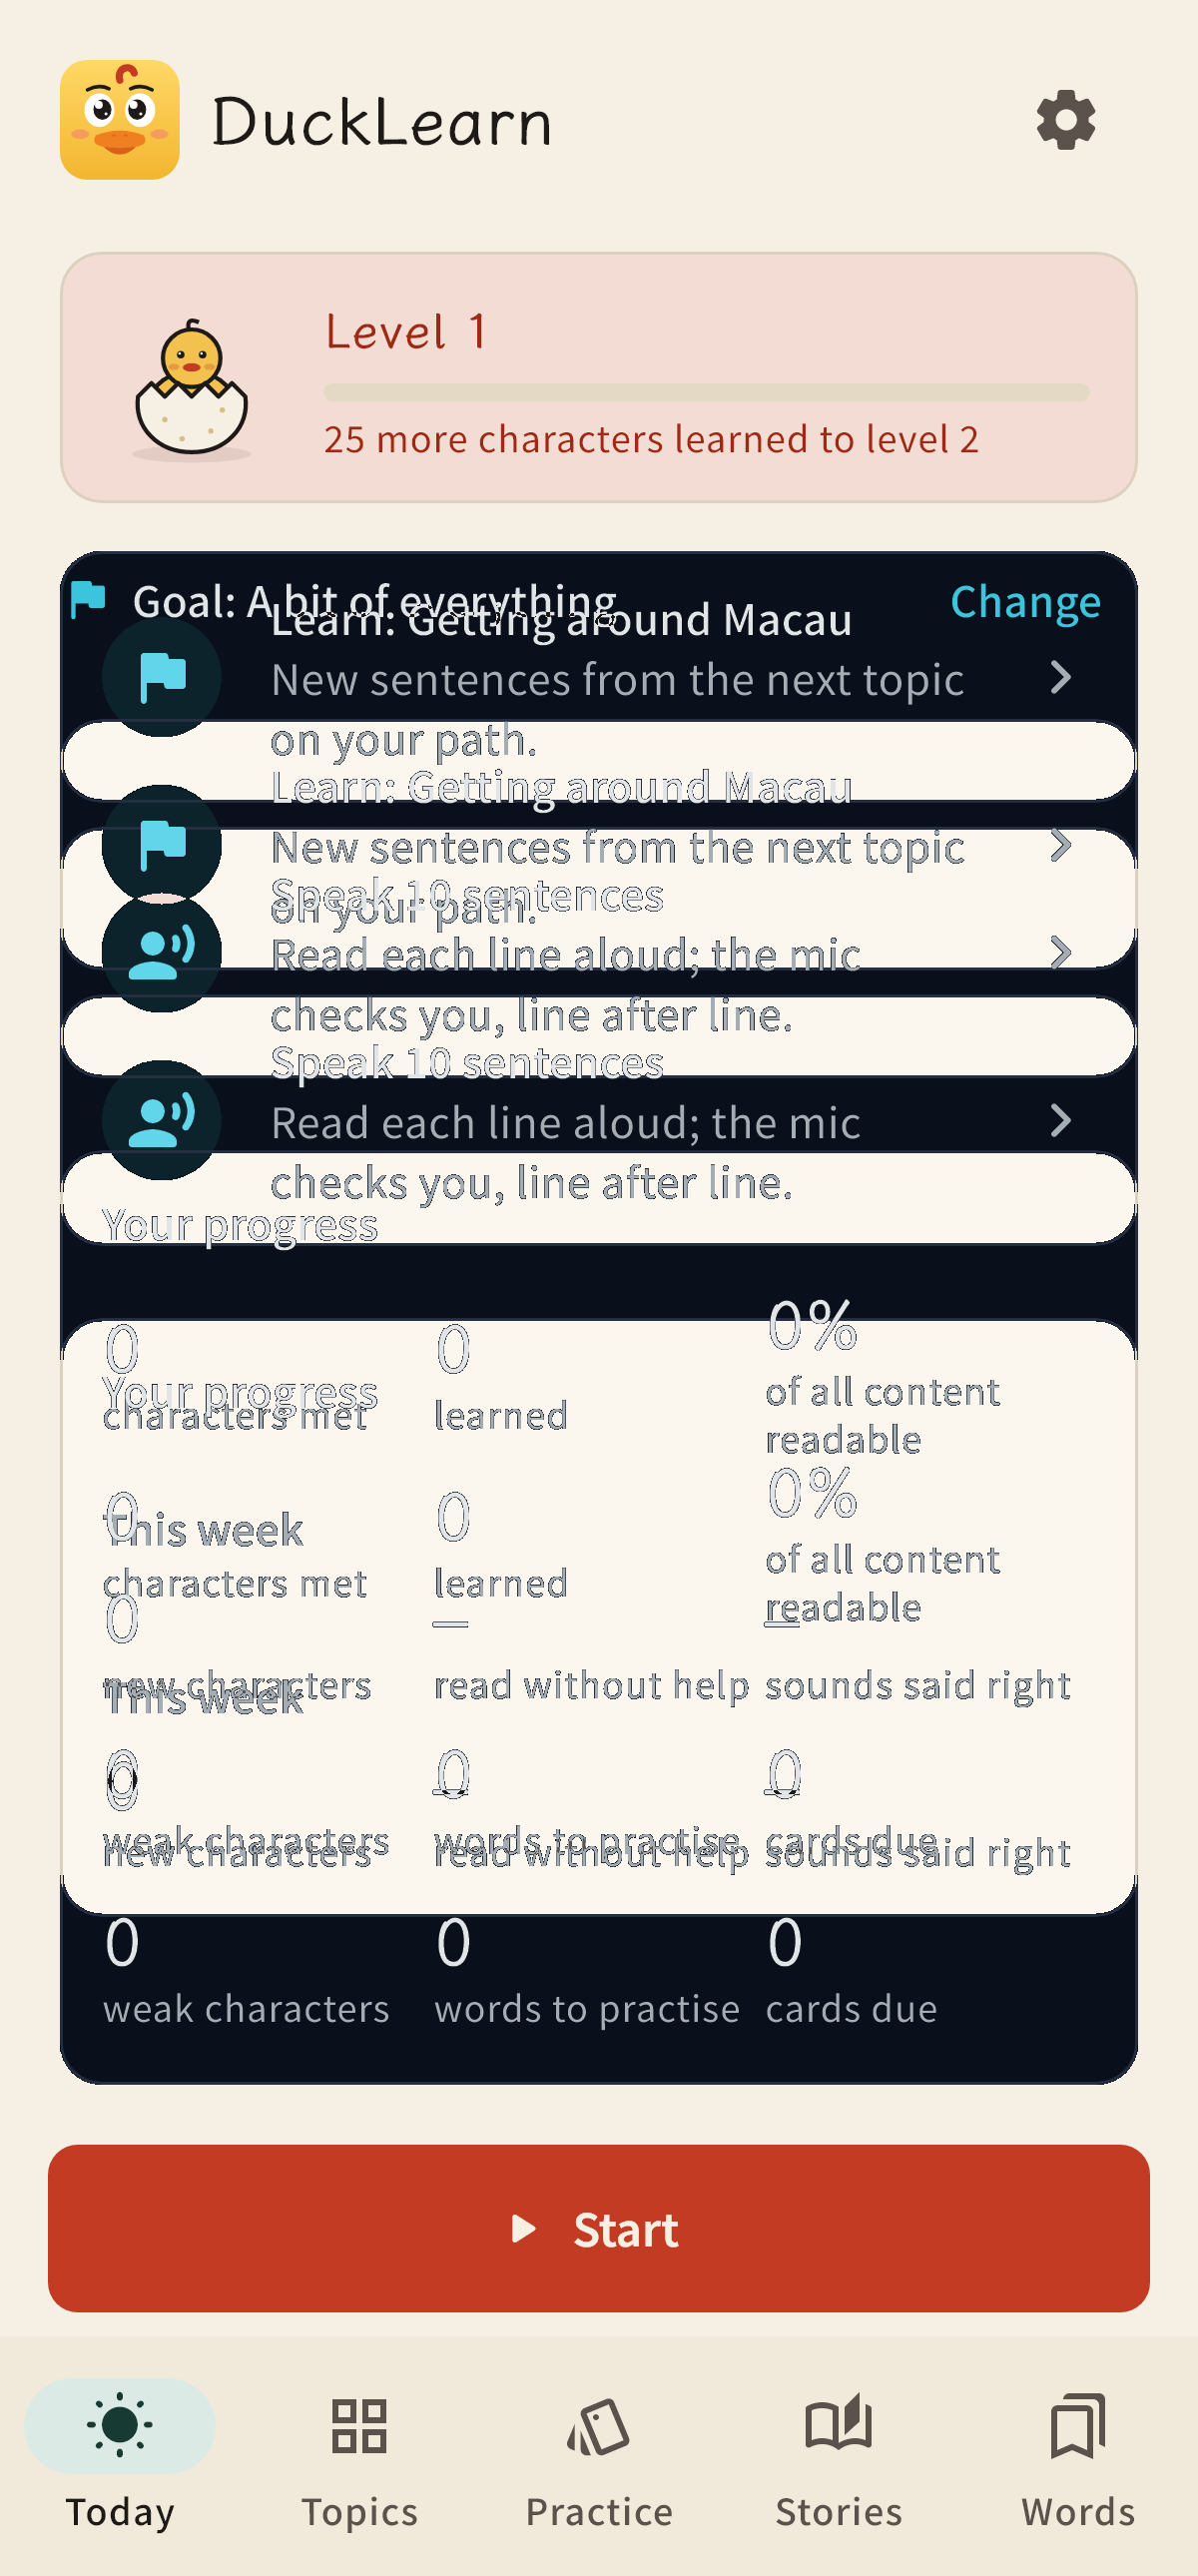 DuckLearn
Level 1
25 more characters learned to level 2
Goal: A bit of everything
Change
Learn: Getting around Macau
New sentences from the next topic
on your path.
Learn: Getting around Macau
New sentences from the next topic
Speak 10 sentences
on your path.
Read each line aloud; the mic
checks you, line after line.
Speak 10 sentences
Read each line aloud; the mic
checks you, line after line.
Your progress
0 0 0%
Your progress
characters met learned of all content
readable
0 0 0%
This week
characters met learned of all content
readable
0 — —
new characters read without help sounds said right
This week
0 0 0
0 — —
weak characters words to practise cards due
new characters read without help sounds said right
0 0 0
weak characters words to practise cards due
Start
Today Topics Practice Stories Words